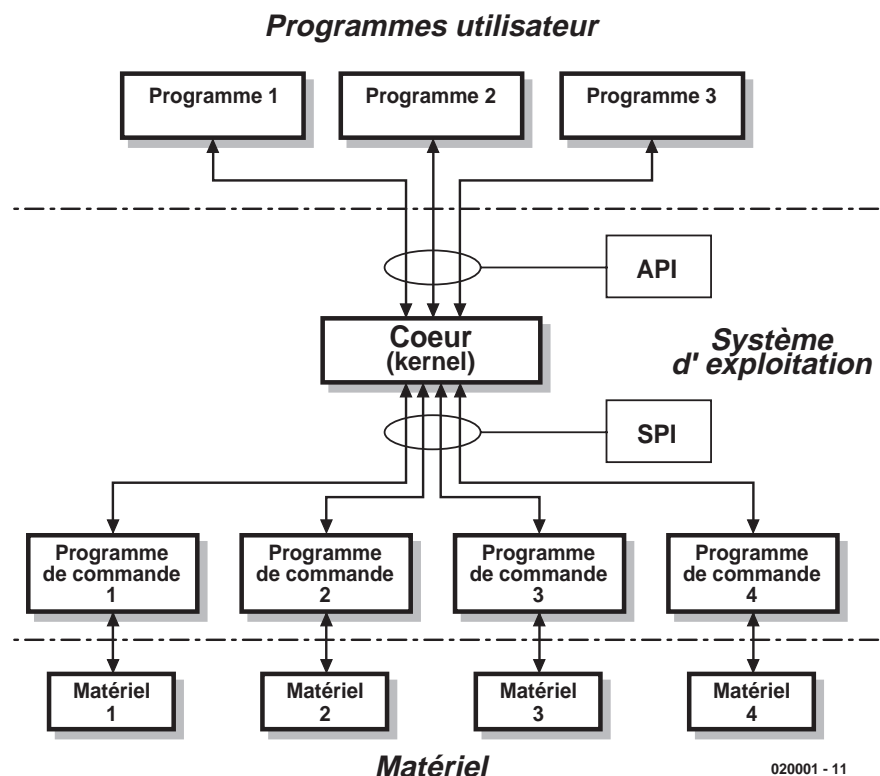 Programmes utilisateur
Programme 1
Programme 2
Programme 3
API
Coeur
(kernel)
Système
d' exploitation
SPI
Programme
de commande
1
Programme
de commande
2
Programme
de commande
3
Programme
de commande
4
Matériel
1
Matériel
2
Matériel
3
Matériel
4
Matériel
020001 - 11